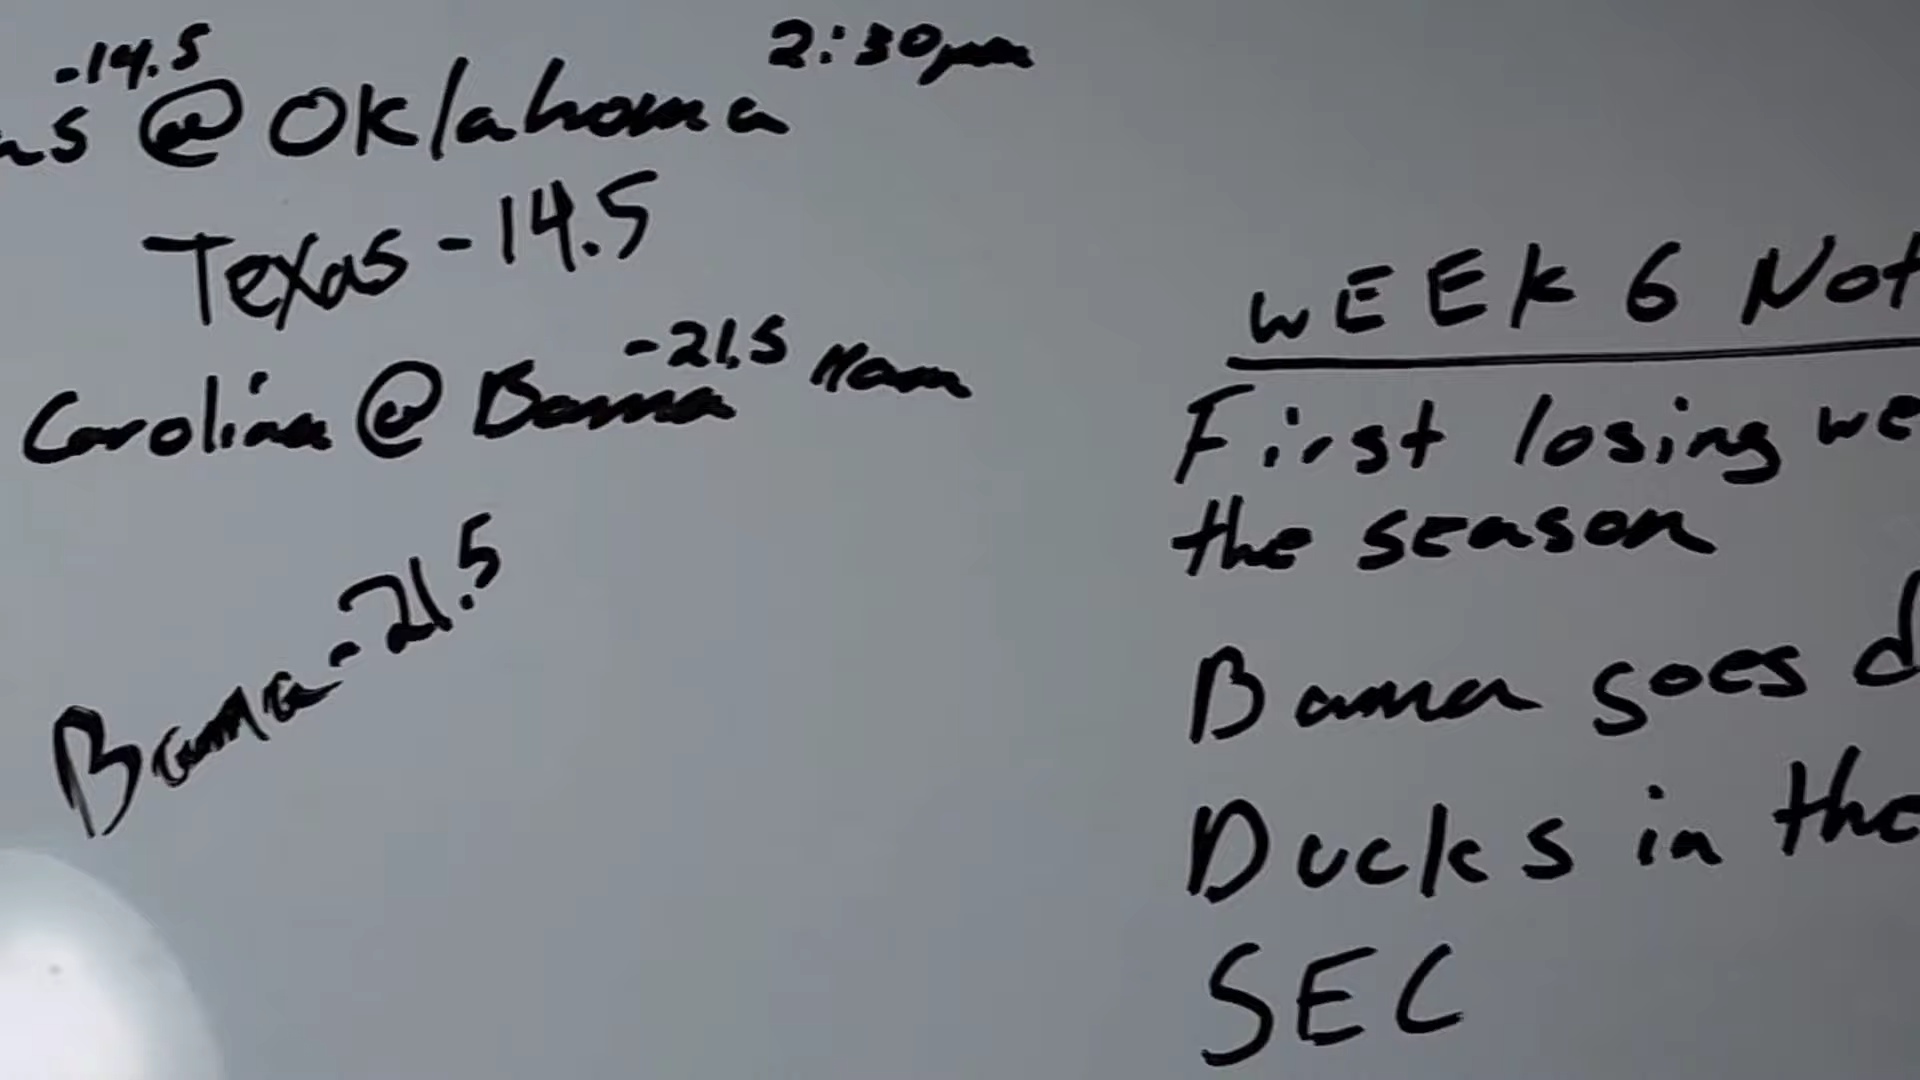 -14.5 2:30pm
as @ Oklahoma
Texas -14.5
-21.5
Carolina @ Bama 11am
Bama -21.5
WEEK 6 Not
First losing we
the season
Bama goes d
Ducks in the
SEC